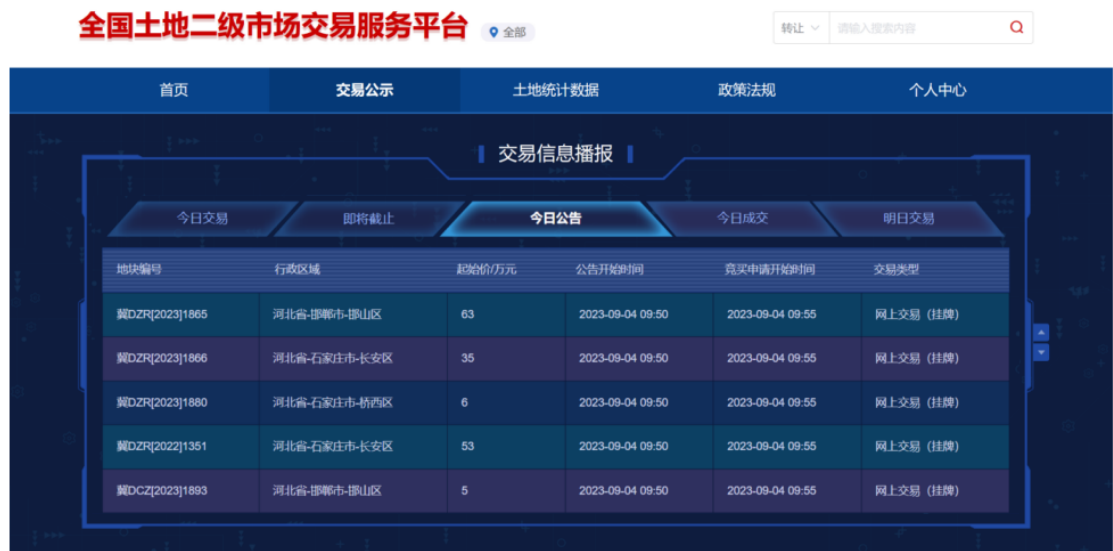 全国土地二级市场交易服务平台 全部 转让 请输入搜索内容
首页 交易公示 土地统计数据 政策法规 个人中心
交易信息播报
今日交易 即将截止 今日公告 今日成交 明日交易
地块编号 行政区域 起始价/万元 公告开始时间 竞买申请开始时间 交易类型
冀DZR[2023]1865 河北省-邯郸市-邯山区 63 2023-09-04 09:50 2023-09-04 09:55 网上交易（挂牌）
冀DZR[2023]1866 河北省-石家庄市-长安区 35 2023-09-04 09:50 2023-09-04 09:55 网上交易（挂牌）
冀DZR[2023]1880 河北省-石家庄市-桥西区 6 2023-09-04 09:50 2023-09-04 09:55 网上交易（挂牌）
冀DZR[2022]1351 河北省-石家庄市-长安区 53 2023-09-04 09:50 2023-09-04 09:55 网上交易（挂牌）
冀DCZ[2023]1893 河北省-邯郸市-邯山区 5 2023-09-04 09:50 2023-09-04 09:55 网上交易（挂牌）